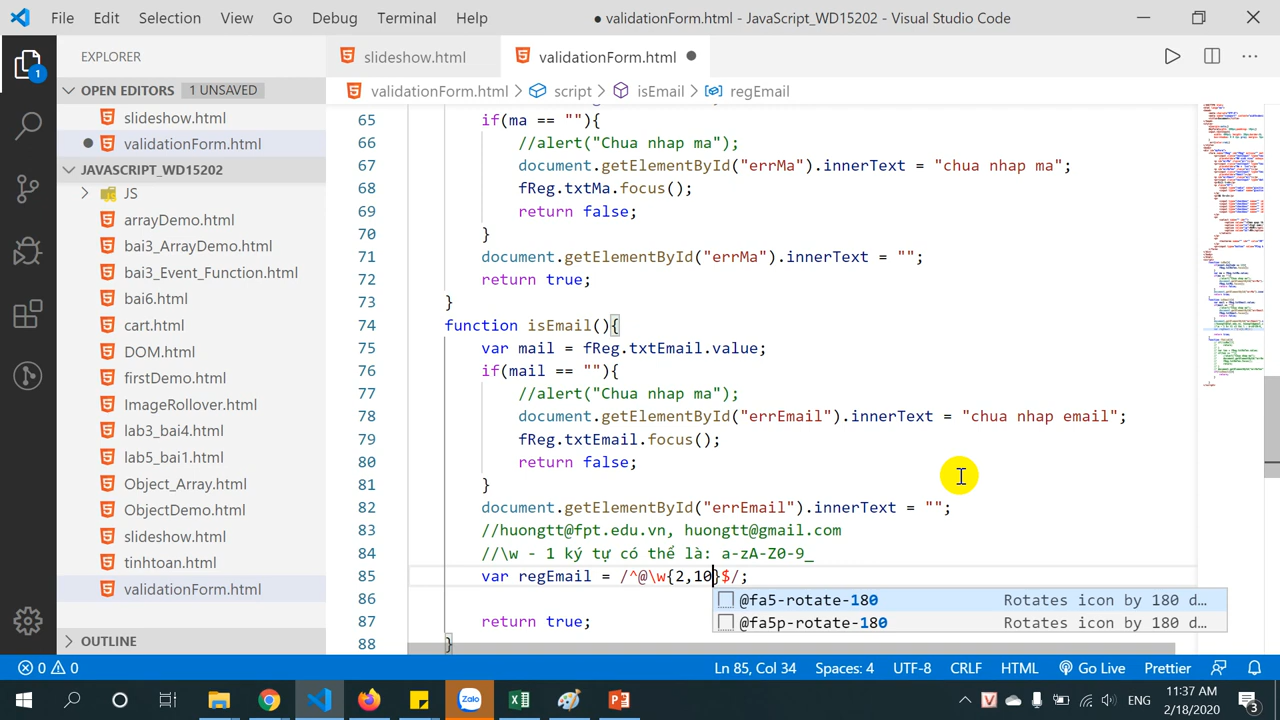 File Edit Selection View Go Debug Terminal Help
● validationForm.html - JavaScript_WD15202 - Visual Studio Code
EXPLORER
slideshow.html
validationForm.html
OPEN EDITORS 1 UNSAVED
slideshow.html
validationForm.html
JAVASCRIPT_WD15202
JS
arrayDemo.html
bai3_ArrayDemo.html
bai3_Event_Function.html
bai6.html
cart.html
DOM.html
firstDemo.html
ImageRollover.html
lab3_bai4.html
lab5_bai1.html
Object_Array.html
ObjectDemo.html
slideshow.html
tinhtoan.html
validationForm.html
OUTLINE
1
validationForm.html > script > isEmail > regEmail
65 if(ma == ""){
66 //alert("Chua nhap ma");
67 document.getElementById("errMa").innerText = "chua nhap ma";
68 fReg.txtMa.focus();
69 return false;
70 }
71 document.getElementById("errMa").innerText = "";
72 return true;
73 }
74 function isEmail(){
75 var mail = fReg.txtEmail.value;
76 if(mail == ""){
77 //alert("Chua nhap ma");
78 document.getElementById("errEmail").innerText = "chua nhap email";
79 fReg.txtEmail.focus();
80 return false;
81 }
82 document.getElementById("errEmail").innerText = "";
83 //huongtt@fpt.edu.vn, huongtt@gmail.com
84 //\w - 1 ký tự có thể là: a-zA-Z0-9_
85 var regEmail = /^@\w{2,10}$/;
86
@fa5-rotate-180 Rotates icon by 180 d…
@fa5p-rotate-180 Rotates icon by 180 d…
87 return true;
88 }
0 0
Ln 85, Col 34 Spaces: 4 UTF-8 CRLF HTML Go Live Prettier
Zalo
ENG
11:37 AM
2/18/2020
3